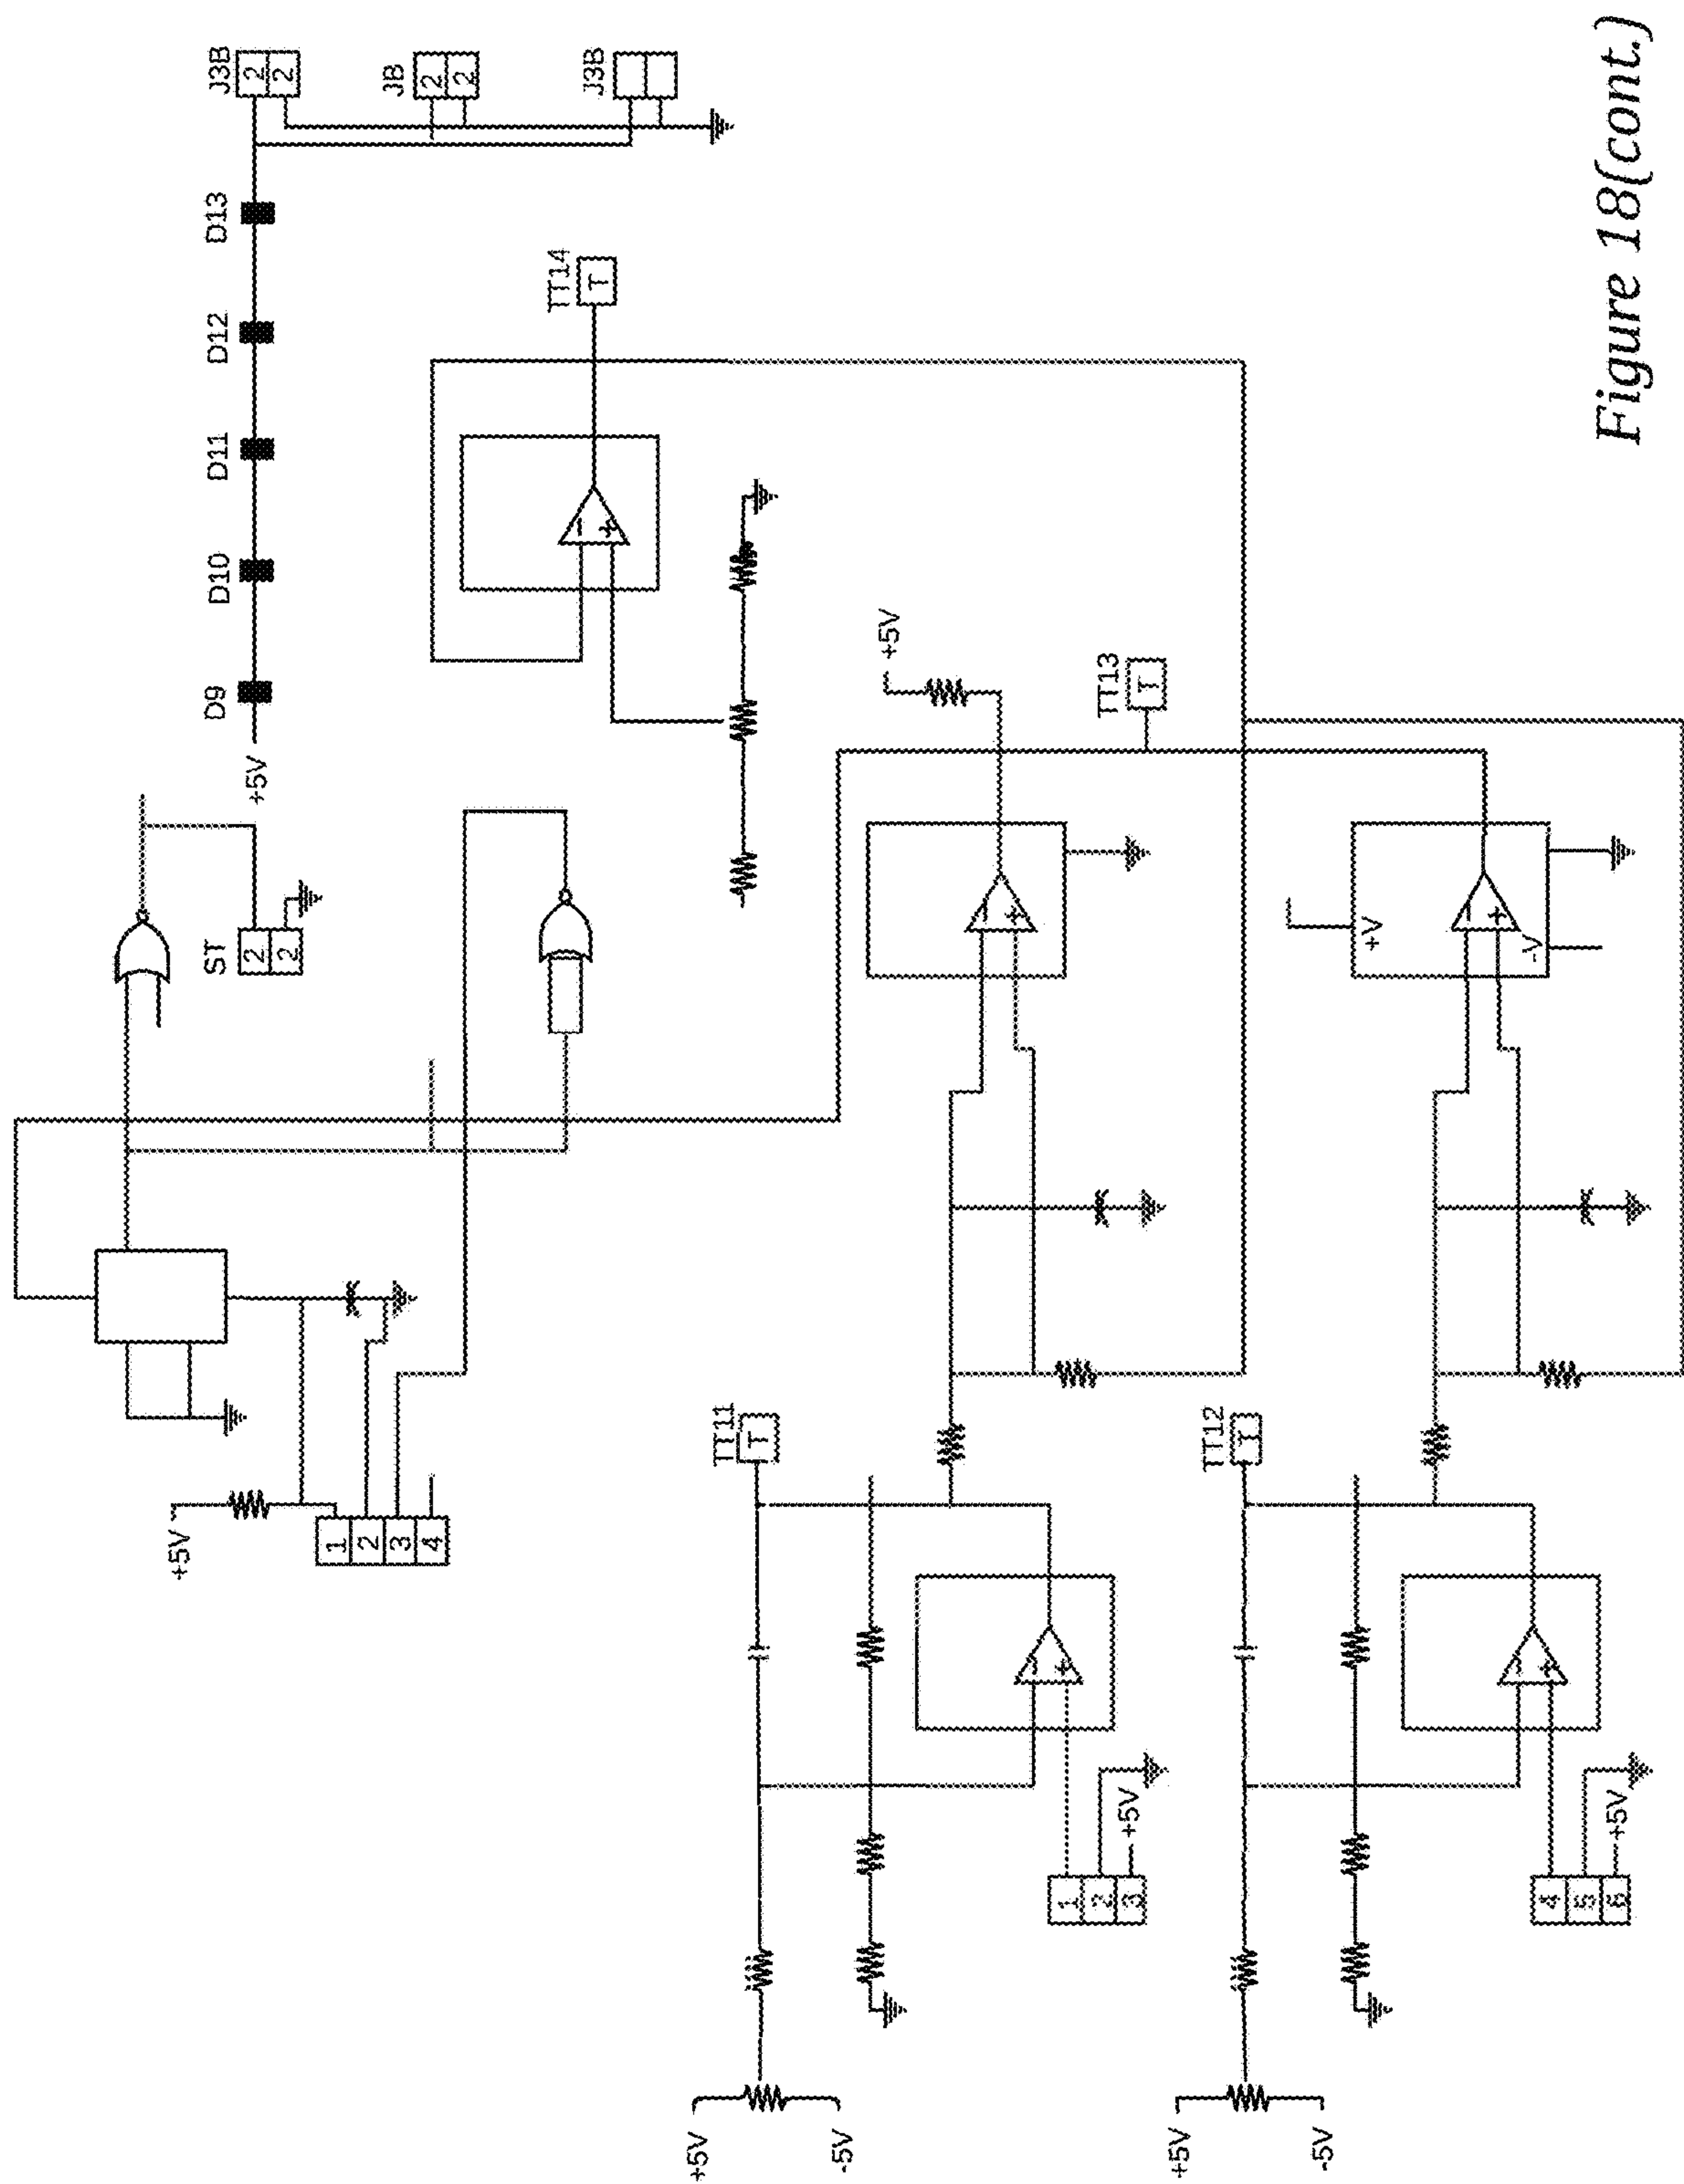 J3B
2
2
JB
2
2
J3B
D9
D10
D11
D12
D13
+5V
TT14
T
−
+
ST
2
2
+5V
1
2
3
4
+5V
−
+
TT13
T
+V
-V
−
+
TT11
T
−
+
1
2
3
+5V
+5V
-5V
TT12
T
−
+
4
5
6
+5V
+5V
-5V
Figure 18(cont.)